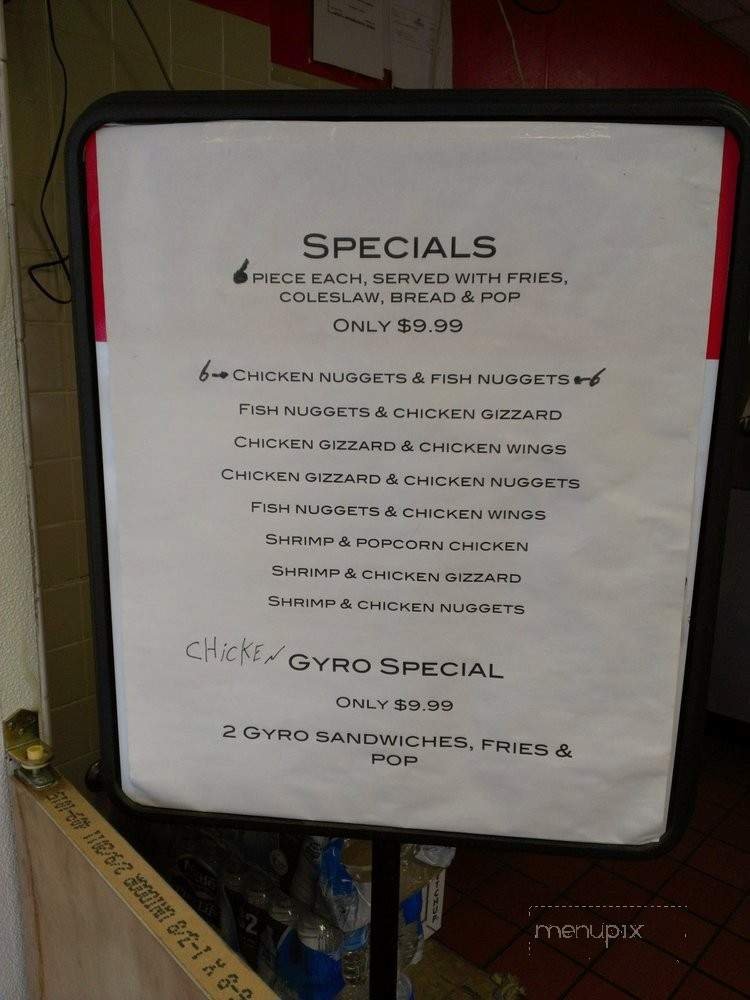 SPECIALS
6 PIECE EACH, SERVED WITH FRIES,
COLESLAW, BREAD & POP
ONLY $9.99
6 CHICKEN NUGGETS & FISH NUGGETS 6
FISH NUGGETS & CHICKEN GIZZARD
CHICKEN GIZZARD & CHICKEN WINGS
CHICKEN GIZZARD & CHICKEN NUGGETS
FISH NUGGETS & CHICKEN WINGS
SHRIMP & POPCORN CHICKEN
SHRIMP & CHICKEN GIZZARD
SHRIMP & CHICKEN NUGGETS
CHICKEN GYRO SPECIAL
ONLY $9.99
2 GYRO SANDWICHES, FRIES &
POP
menupix